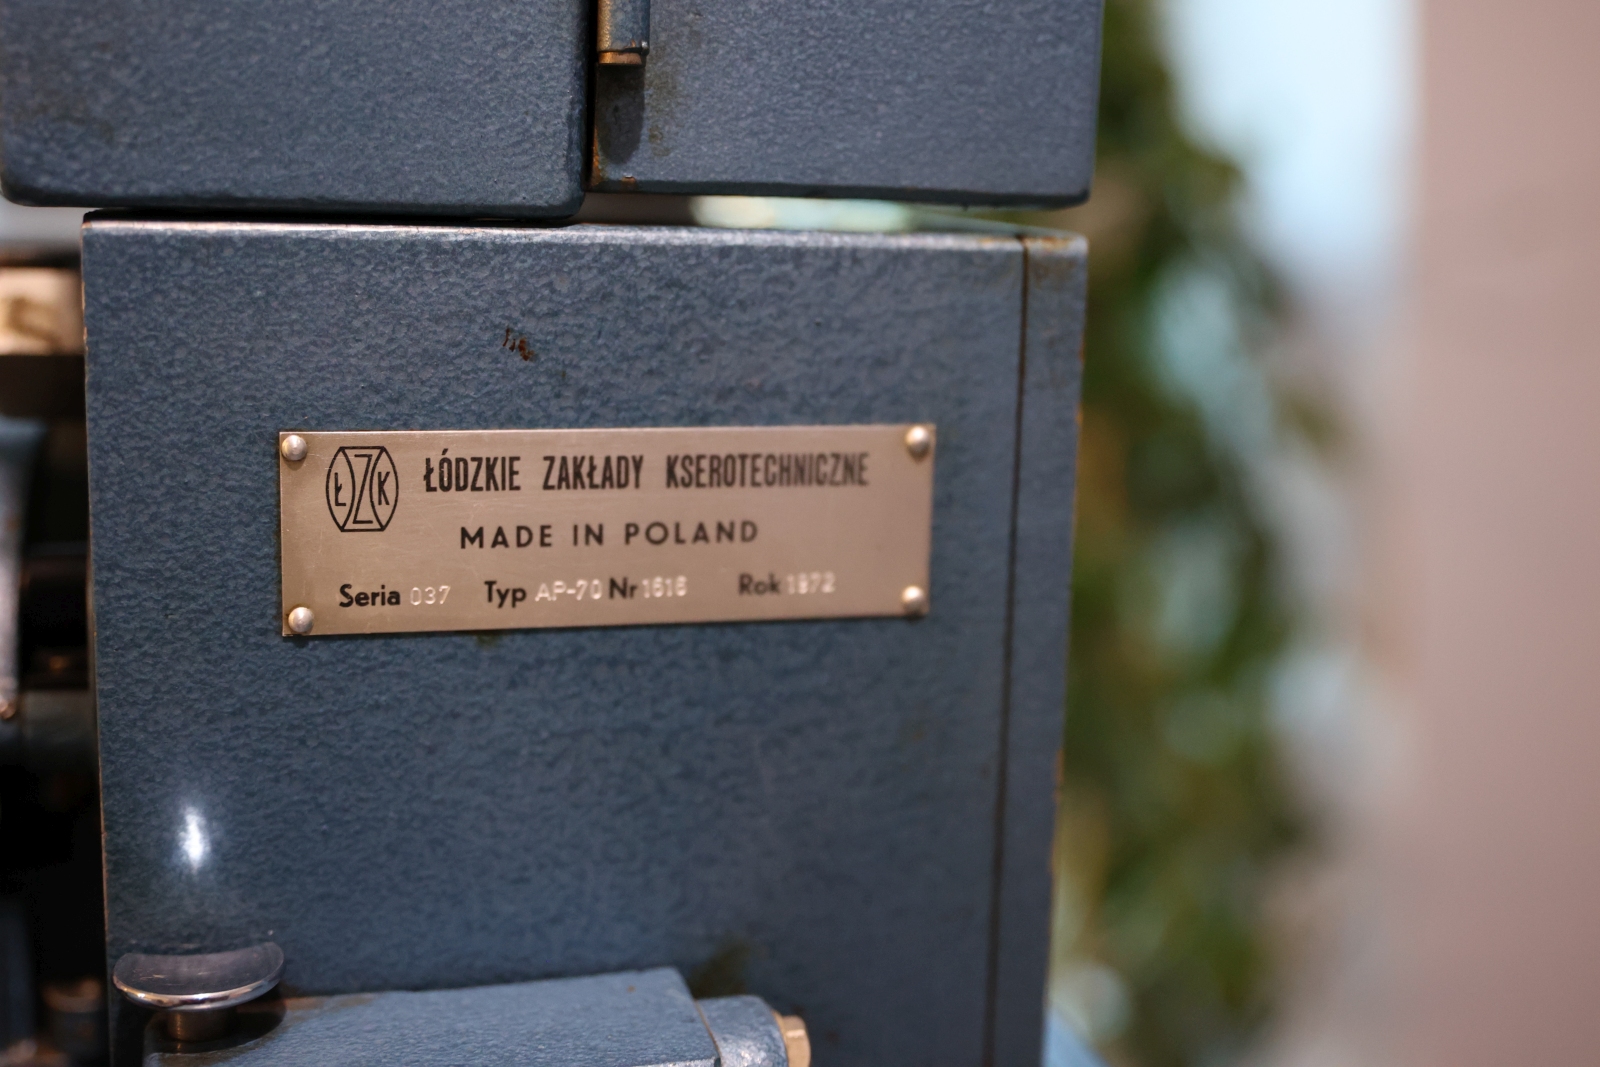 ŁZK ŁÓDZKIE ZAKŁADY KSEROTECHNICZNE
MADE IN POLAND
Seria 037 Typ AP-70 Nr 1616 Rok 1972